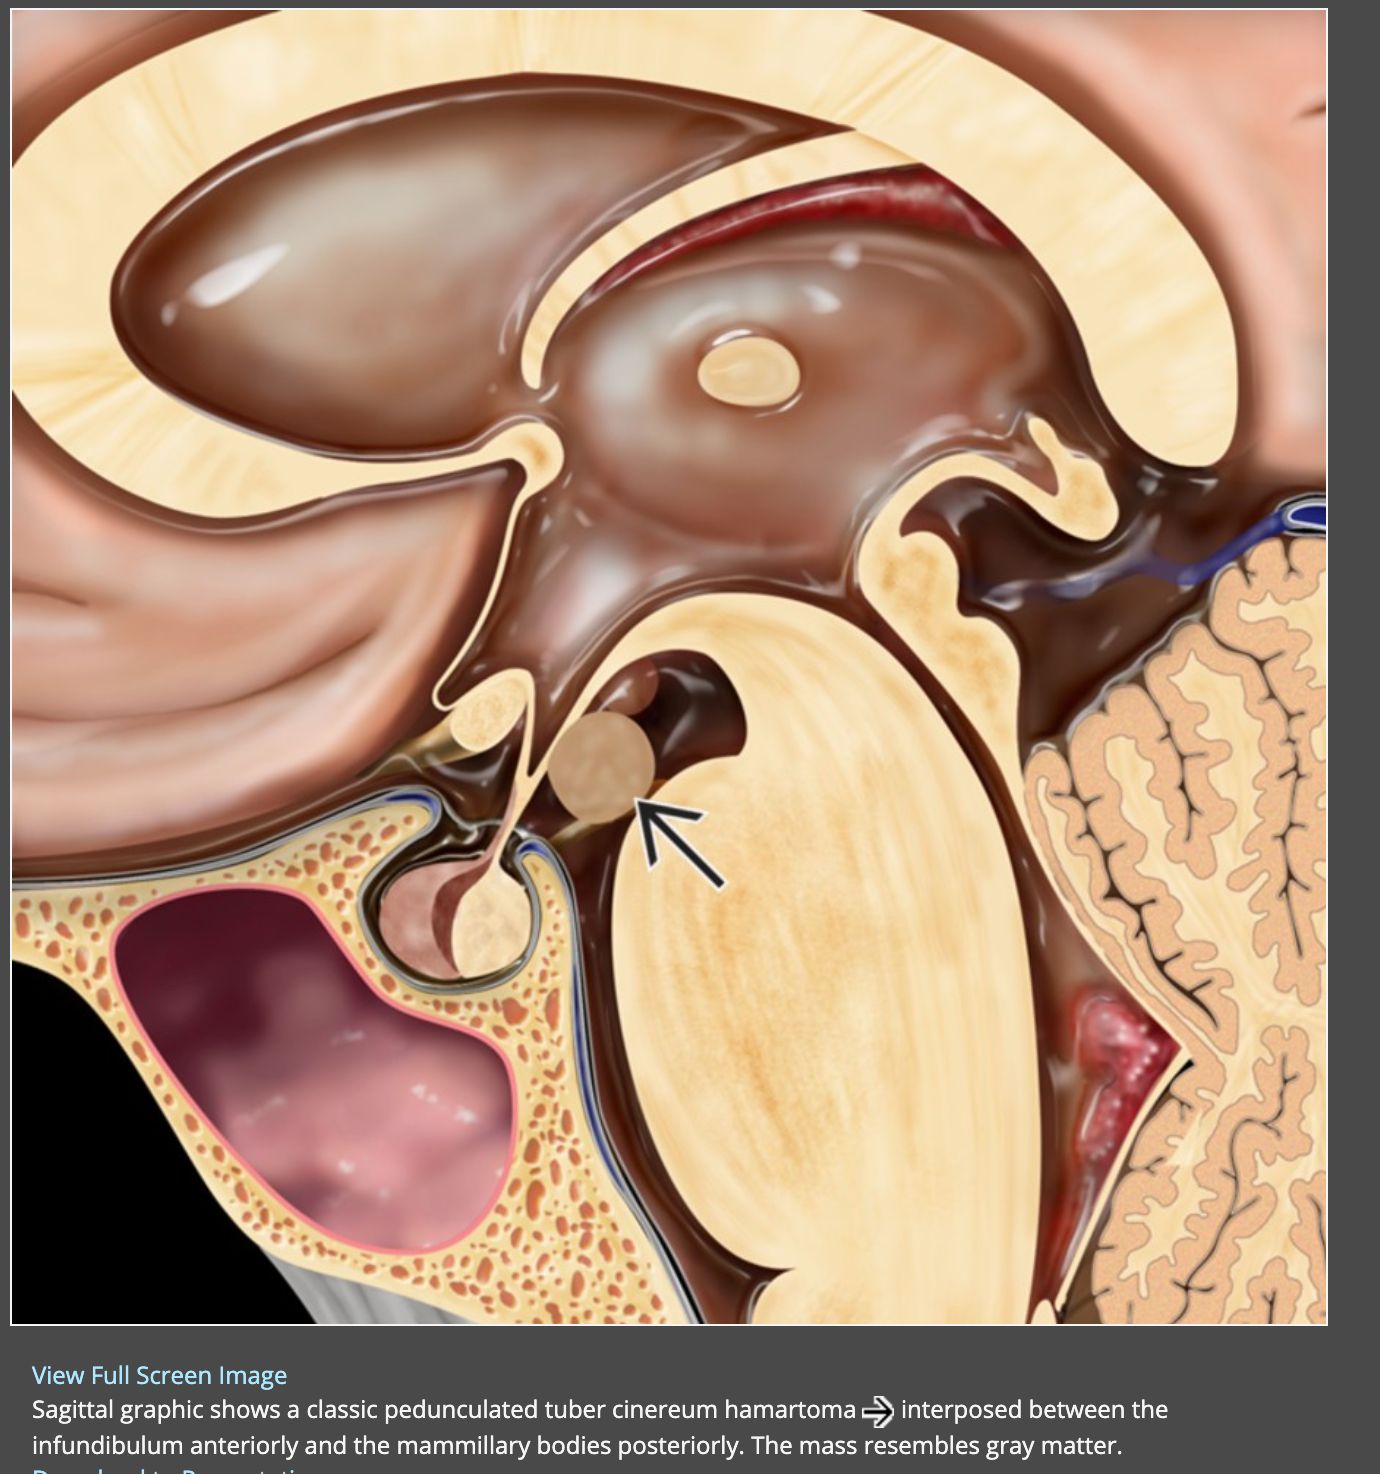 View Full Screen Image
Sagittal graphic shows a classic pedunculated tuber cinereum hamartoma interposed between the
infundibulum anteriorly and the mammillary bodies posteriorly. The mass resembles gray matter.